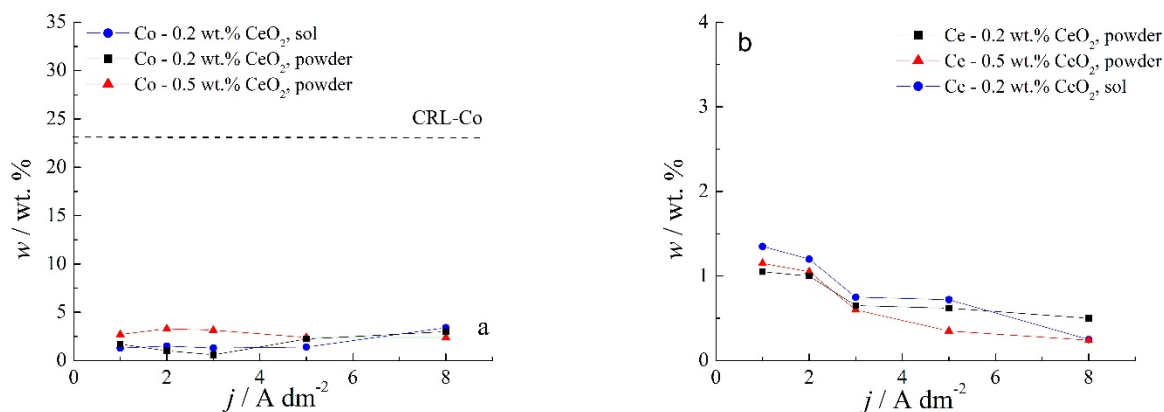 35
30
25
20
15
10
5
0
w / wt. %
Co - 0.2 wt.% CeO₂, sol
Co - 0.2 wt.% CeO₂, powder
Co - 0.5 wt.% CeO₂, powder
CRL-Co
a
0 2 4 6 8
j / A dm⁻²
4
3
2
1
0
w / wt. %
b
Ce - 0.2 wt.% CeO₂, powder
Ce - 0.5 wt.% CeO₂, powder
Ce - 0.2 wt.% CeO₂, sol
0 2 4 6 8
j / A dm⁻²